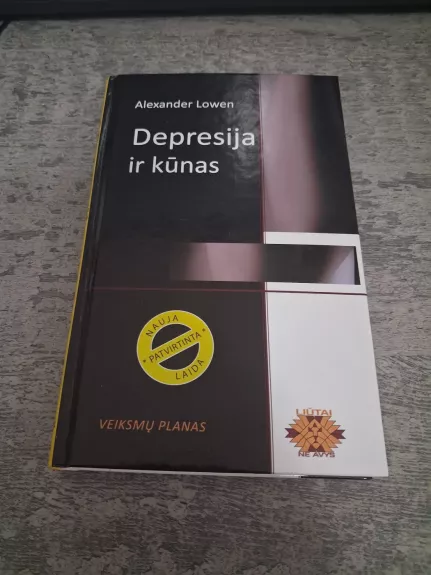 Alexander Lowen
Depresija
ir kūnas
NAUJA
* PATVIRTINTA *
LAIDA
VEIKSMŲ PLANAS
LIŪTAI
NE AVYS